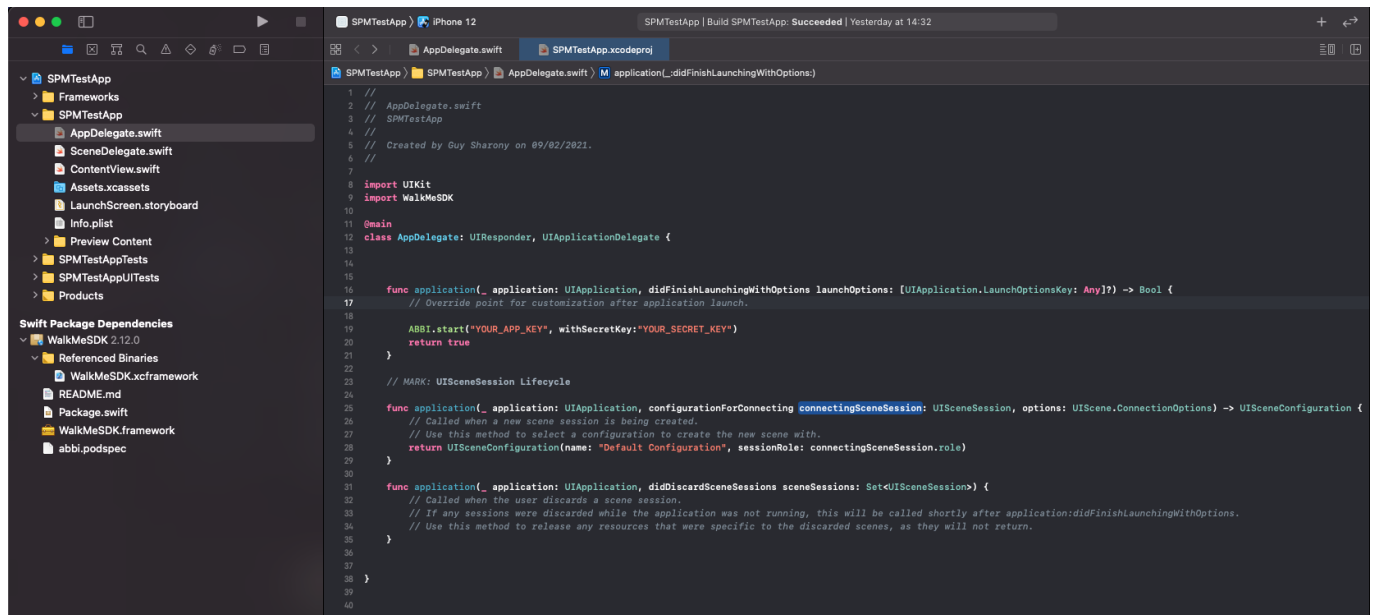 SPMTestApp
iPhone 12
SPMTestApp | Build SPMTestApp: Succeeded | Yesterday at 14:32
AppDelegate.swift
SPMTestApp.xcodeproj
SPMTestApp
SPMTestApp
AppDelegate.swift
M application(_:didFinishLaunchingWithOptions:)
SPMTestApp
Frameworks
SPMTestApp
AppDelegate.swift
SceneDelegate.swift
ContentView.swift
Assets.xcassets
LaunchScreen.storyboard
Info.plist
Preview Content
SPMTestAppTests
SPMTestAppUITests
Products
Swift Package Dependencies
WalkMeSDK 2.12.0
Referenced Binaries
WalkMeSDK.xcframework
README.md
Package.swift
WalkMeSDK.framework
abbi.podspec
1 //
2 // AppDelegate.swift
3 // SPMTestApp
4 //
5 // Created by Guy Sharony on 09/02/2021.
6 //
7
8 import UIKit
9 import WalkMeSDK
10
11 @main
12 class AppDelegate: UIResponder, UIApplicationDelegate {
13
14
15
16 func application(_ application: UIApplication, didFinishLaunchingWithOptions launchOptions: [UIApplication.LaunchOptionsKey: Any]?) -> Bool {
17 // Override point for customization after application launch.
18
19 ABBI.start("YOUR_APP_KEY", withSecretKey:"YOUR_SECRET_KEY")
20 return true
21 }
22
23 // MARK: UISceneSession Lifecycle
24
25 func application(_ application: UIApplication, configurationForConnecting connectingSceneSession: UISceneSession, options: UIScene.ConnectionOptions) -> UISceneConfiguration {
26 // Called when a new scene session is being created.
27 // Use this method to select a configuration to create the new scene with.
28 return UISceneConfiguration(name: "Default Configuration", sessionRole: connectingSceneSession.role)
29 }
30
31 func application(_ application: UIApplication, didDiscardSceneSessions sceneSessions: Set<UISceneSession>) {
32 // Called when the user discards a scene session.
33 // If any sessions were discarded while the application was not running, this will be called shortly after application:didFinishLaunchingWithOptions.
34 // Use this method to release any resources that were specific to the discarded scenes, as they will not return.
35 }
36
37
38 }
39
40